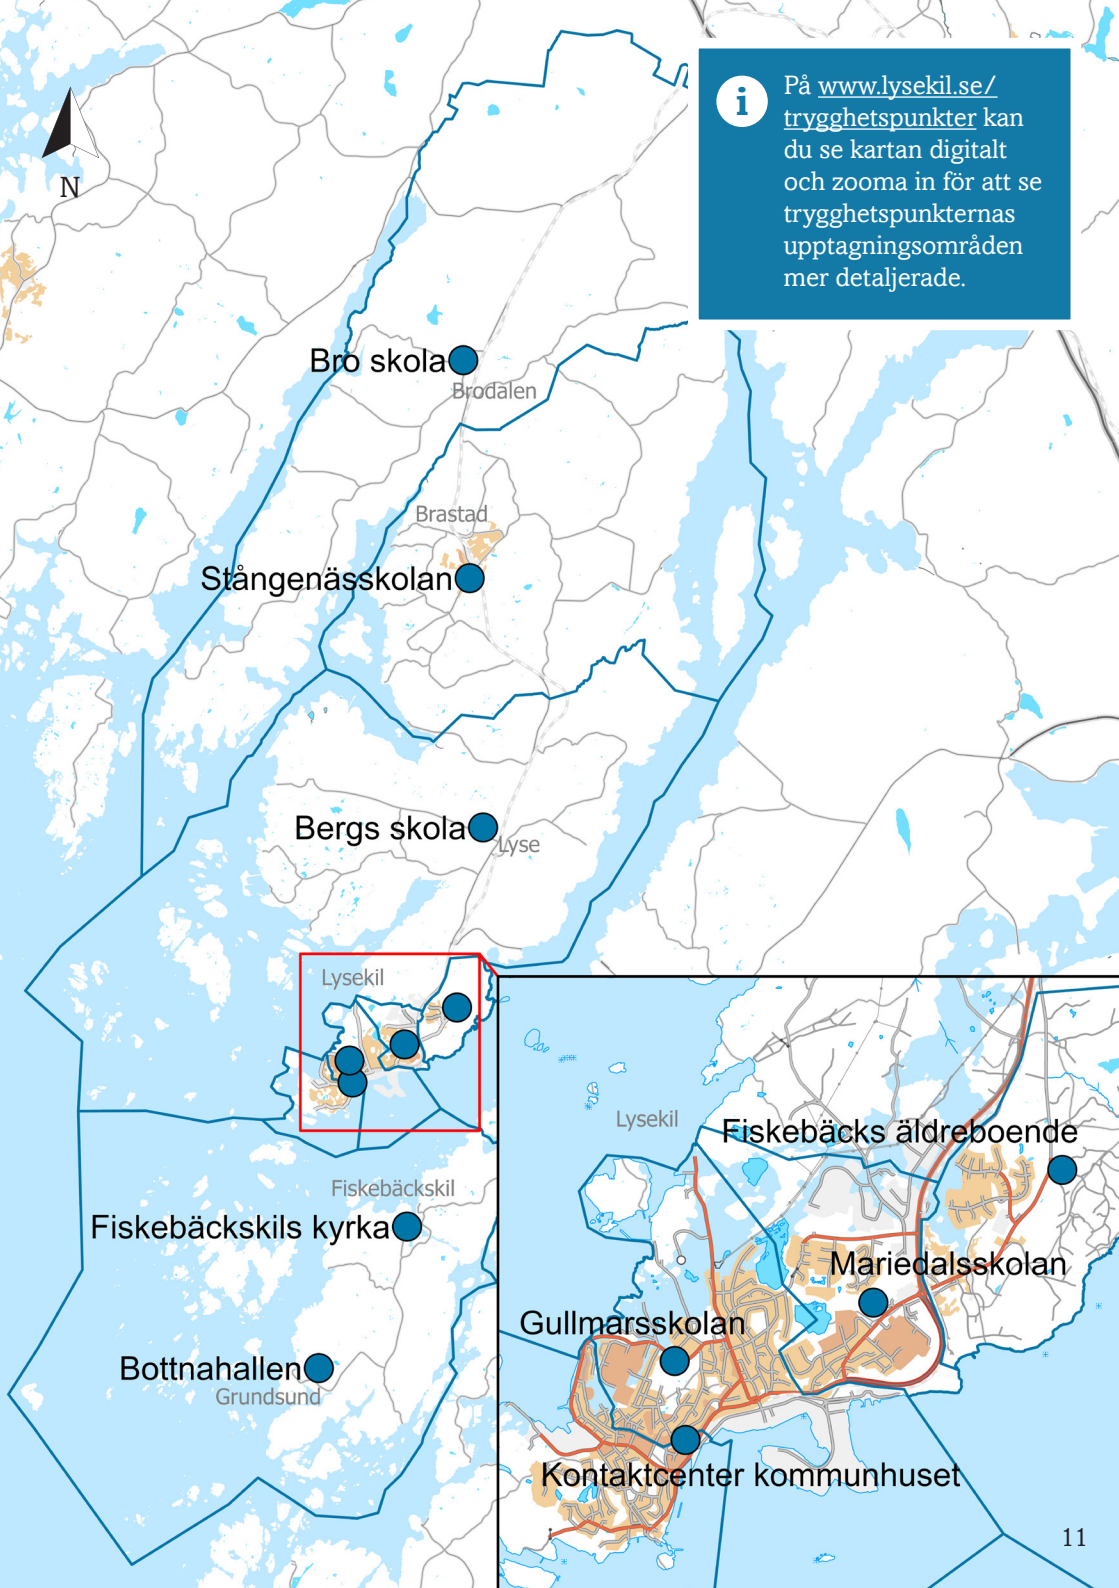 N
i
På www.lysekil.se/
trygghetspunkter kan
du se kartan digitalt
och zooma in för att se
trygghetspunkternas
upptagningsområden
mer detaljerade.
Bro skola
Brodalen
Brastad
Stångenässkolan
Bergs skola
Lyse
Lysekil
Fiskebäckskil
Fiskebäckskils kyrka
Bottnahallen
Grundsund
Lysekil
Fiskebäcks äldreboende
Mariedalsskolan
Gullmarsskolan
Kontaktcenter kommunhuset
11